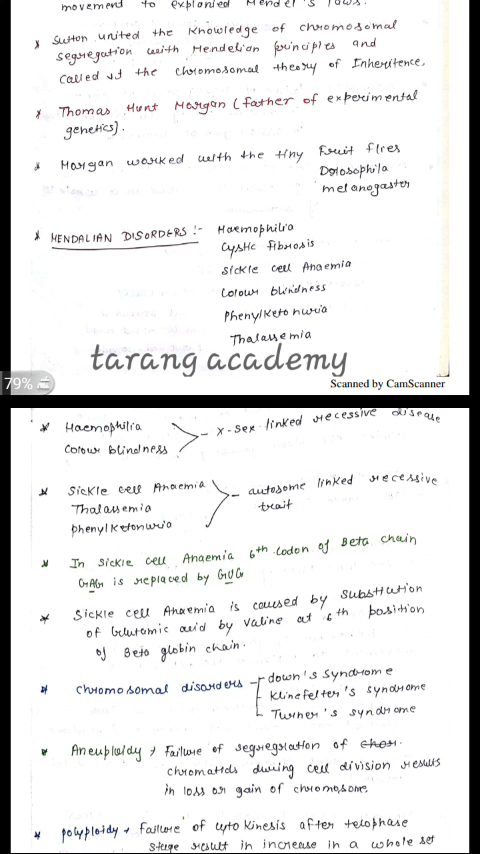 movement to explained Mendel's laws.
* Sutton united the knowledge of chromosomal
segregation with Mendelian principles and
called it the chromosomal theory of Inheritence.
* Thomas Hunt Morgan (father of experimental
genetics).
* Morgan worked with the tiny Fruit flies
Dolosophila
melanogaster
* MENDALIAN DISORDERS :- Haemophilia
Cystic fibrosis
Sickle cell Anaemia
Colour blindness
Phenylketonuria
Thalassemia
tarang academy
79%
Scanned by CamScanner
* Haemophilia
Colour blindness - x-sex linked recessive disease
* Sickle cell Anaemia
Thalassemia - autosome linked recessive
phenylketonuria trait
* In Sickle cell Anaemia 6th codon of Beta chain
GAG is replaced by GUG
* Sickle cell Anaemia is caused by Substitution
of Glutamic acid by Valine at 6th position
of Beta globin chain.
* Chromosomal disorders - down's Syndrome
- Klinefelter's syndrome
- Turner's syndrome
* Aneuploidy → Failure of segregration of
chromatids during cell division results
in loss or gain of chromosome
* polyploidy → Failure of cytokinesis after telophase
stage result in increase in a whole set